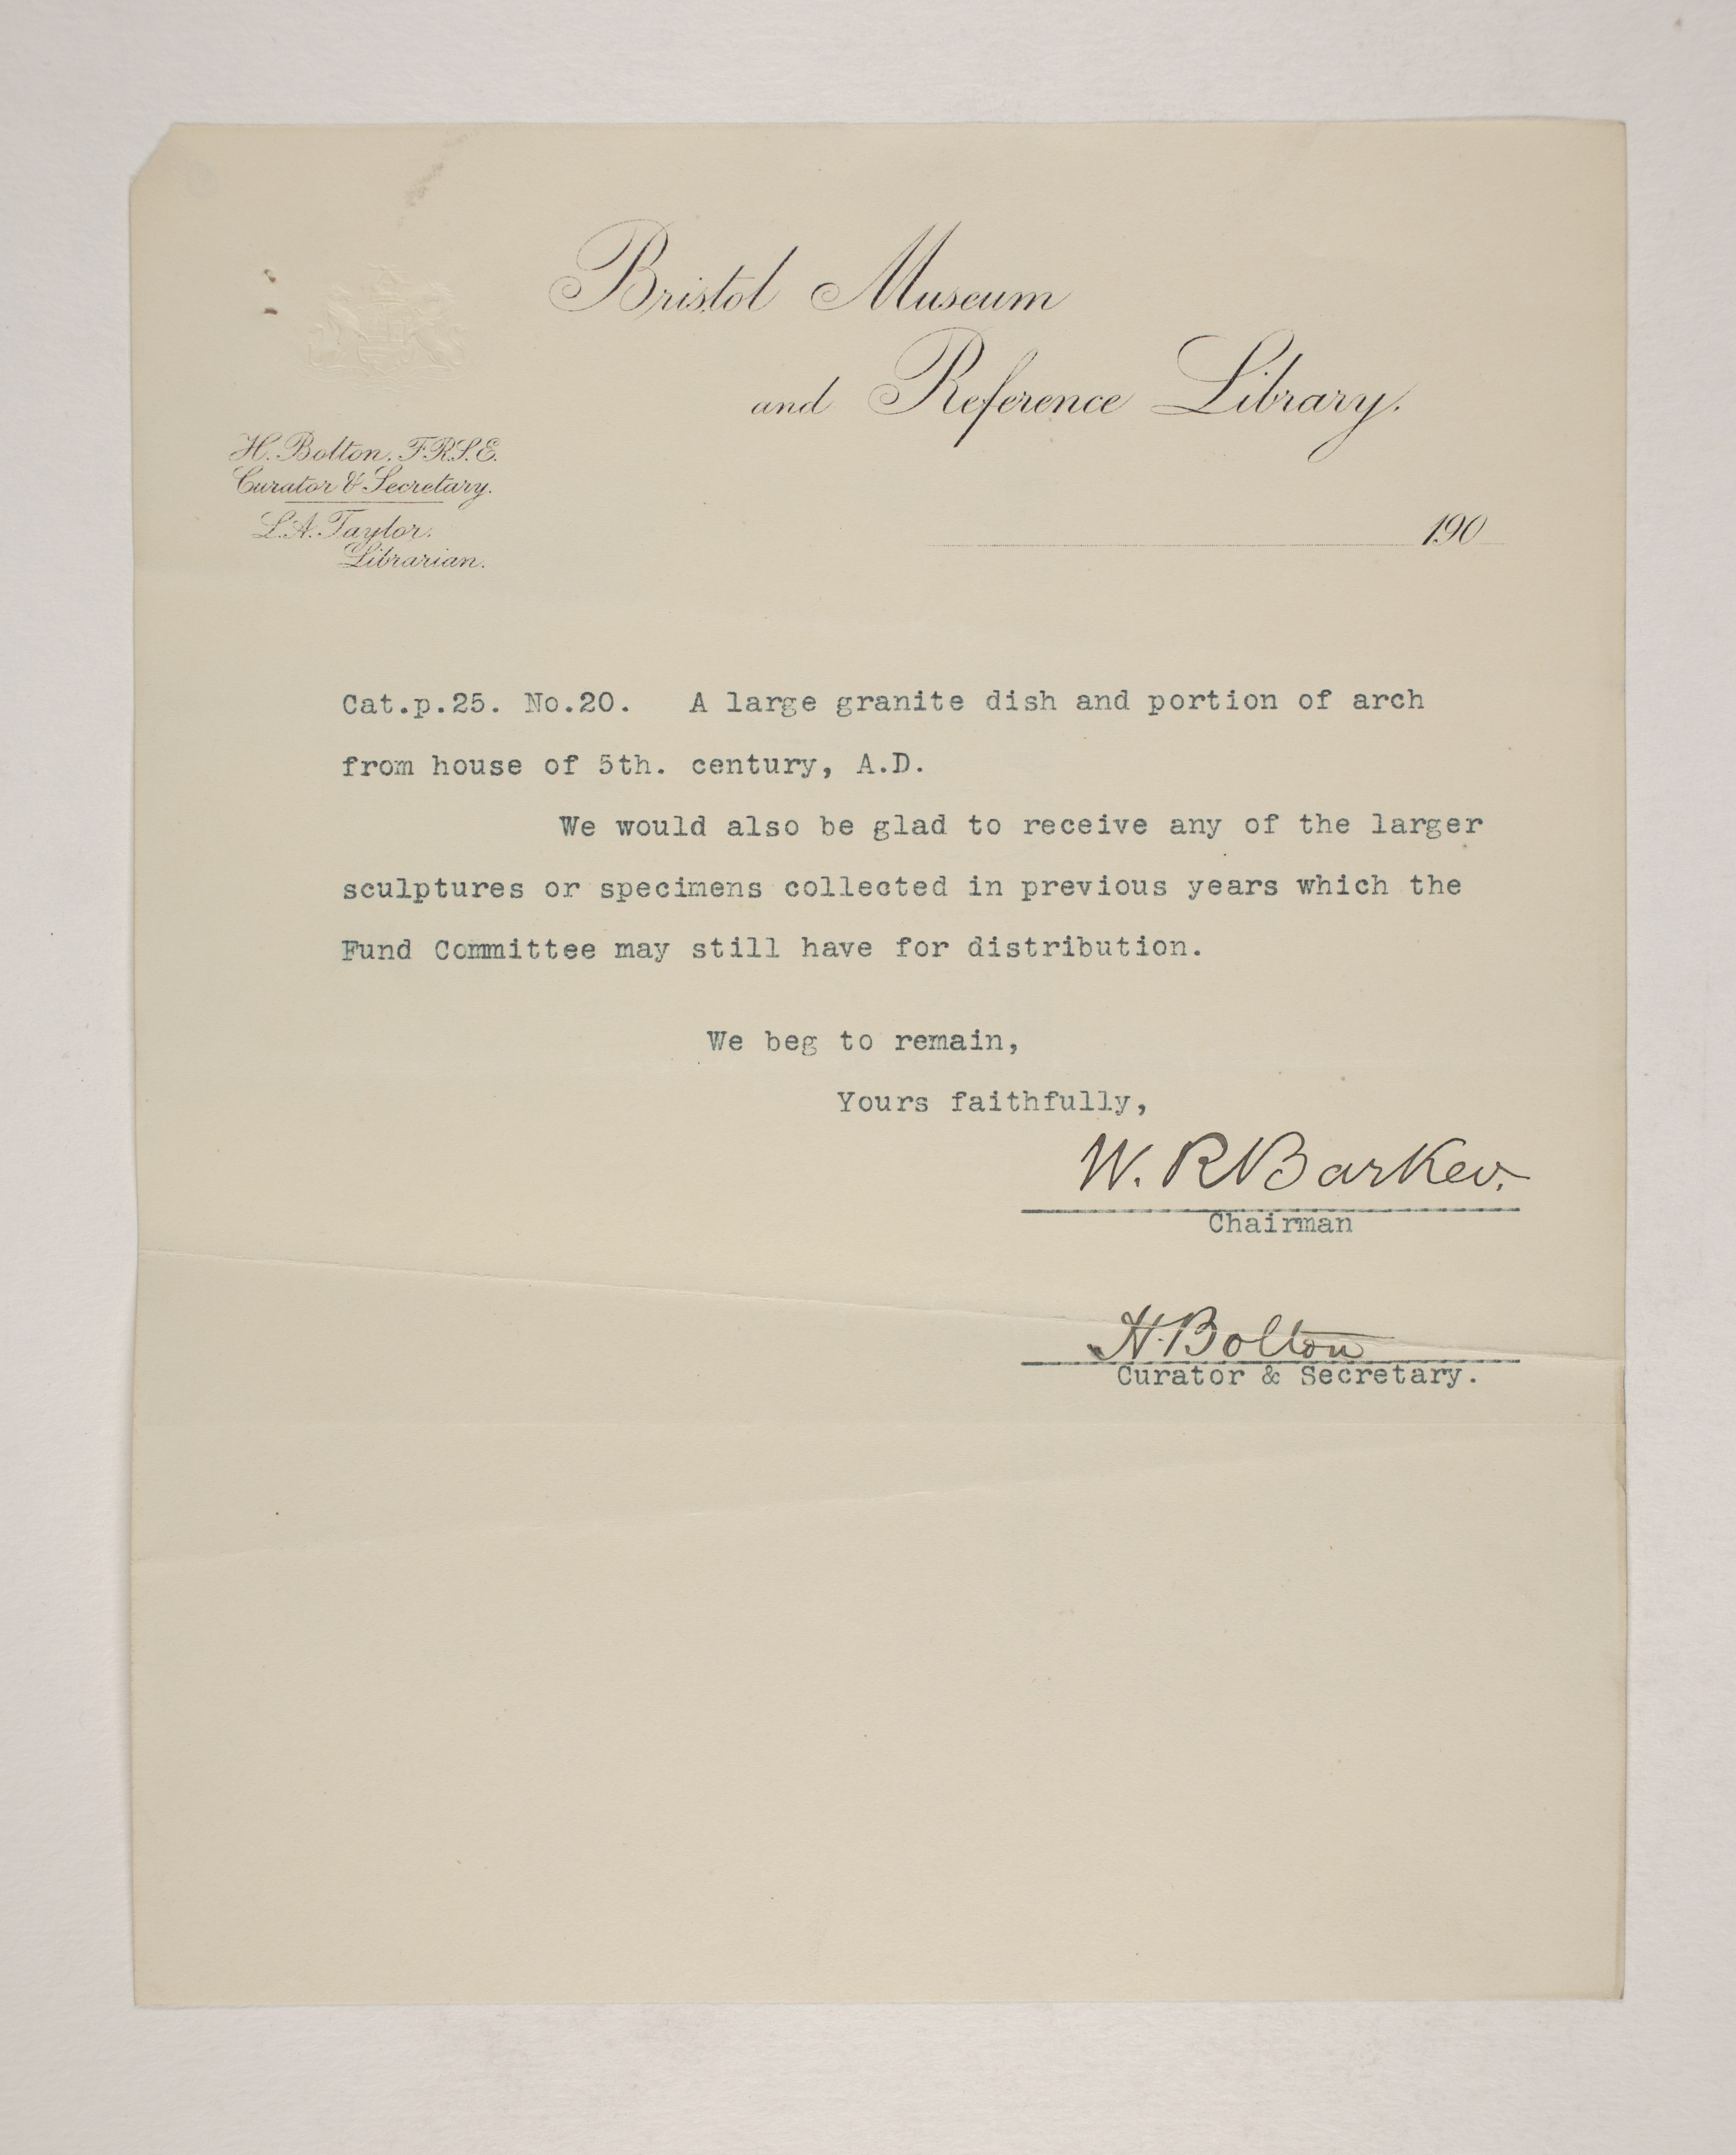 Bristol Museum
and Reference Library.
H. Bolton. F.R.S.E.
Curator & Secretary.
L.A. Taylor.
Librarian.
190
Cat.p.25. No.20. A large granite dish and portion of arch
from house of 5th. century, A.D.
We would also be glad to receive any of the larger
sculptures or specimens collected in previous years which the
Fund Committee may still have for distribution.
We beg to remain,
Yours faithfully,
W. R Barker.
Chairman
H. Bolton
Curator & Secretary.